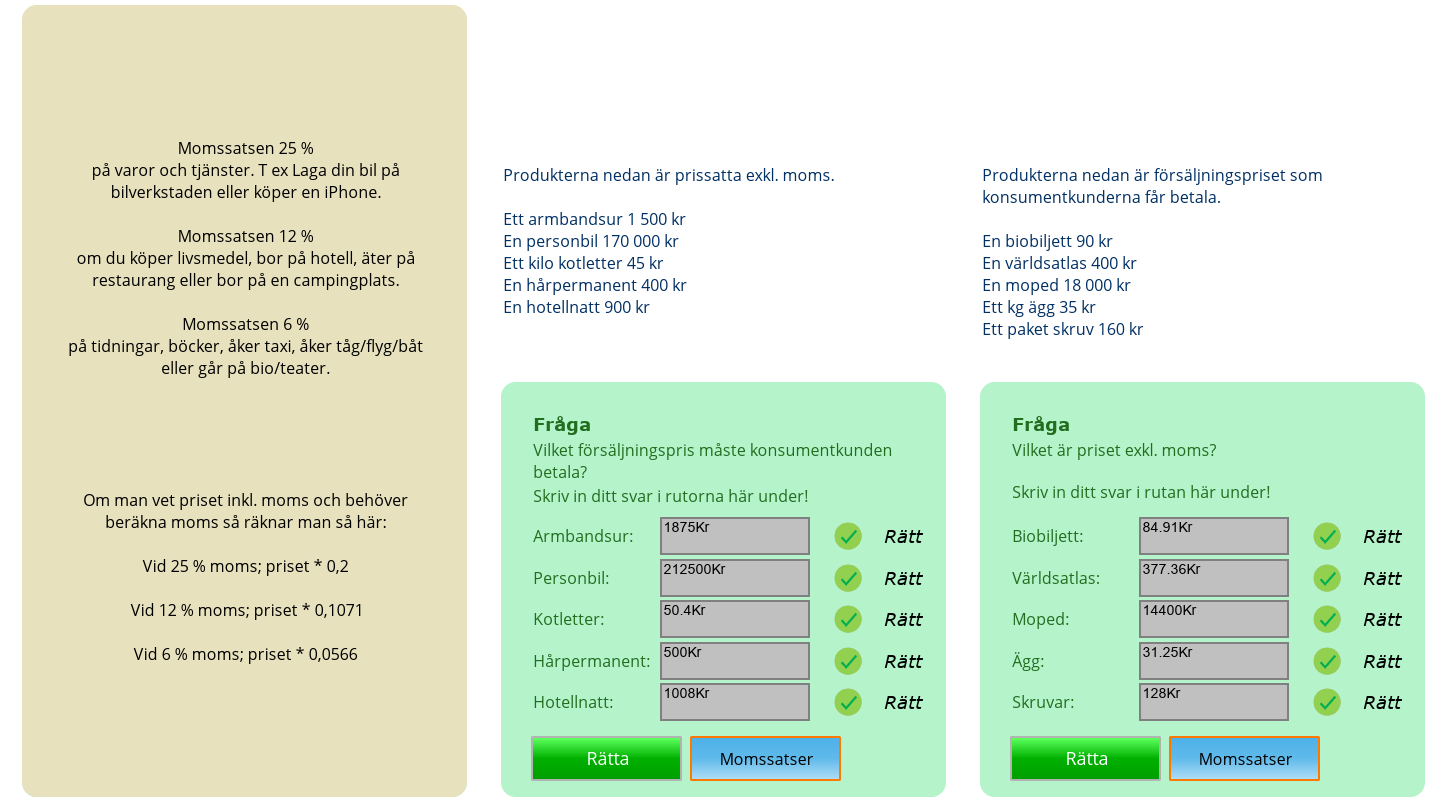 Momssatsen 25 %
på varor och tjänster. T ex Laga din bil på
bilverkstaden eller köper en iPhone.
Momssatsen 12 %
om du köper livsmedel, bor på hotell, äter på
restaurang eller bor på en campingplats.
Momssatsen 6 %
på tidningar, böcker, åker taxi, åker tåg/flyg/båt
eller går på bio/teater.
Om man vet priset inkl. moms och behöver
beräkna moms så räknar man så här:
Vid 25 % moms; priset * 0,2
Vid 12 % moms; priset * 0,1071
Vid 6 % moms; priset * 0,0566
Produkterna nedan är prissatta exkl. moms.
Ett armbandsur 1 500 kr
En personbil 170 000 kr
Ett kilo kotletter 45 kr
En hårpermanent 400 kr
En hotellnatt 900 kr
Fråga
Vilket försäljningspris måste konsumentkunden
betala?
Skriv in ditt svar i rutorna här under!
Armbandsur: 1875Kr Rätt
Personbil: 212500Kr Rätt
Kotletter: 50.4Kr Rätt
Hårpermanent: 500Kr Rätt
Hotellnatt: 1008Kr Rätt
Rätta Momssatser
Produkterna nedan är försäljningspriset som
konsumentkunderna får betala.
En biobiljett 90 kr
En världsatlas 400 kr
En moped 18 000 kr
Ett kg ägg 35 kr
Ett paket skruv 160 kr
Fråga
Vilket är priset exkl. moms?
Skriv in ditt svar i rutan här under!
Biobiljett: 84.91Kr Rätt
Världsatlas: 377.36Kr Rätt
Moped: 14400Kr Rätt
Ägg: 31.25Kr Rätt
Skruvar: 128Kr Rätt
Rätta Momssatser